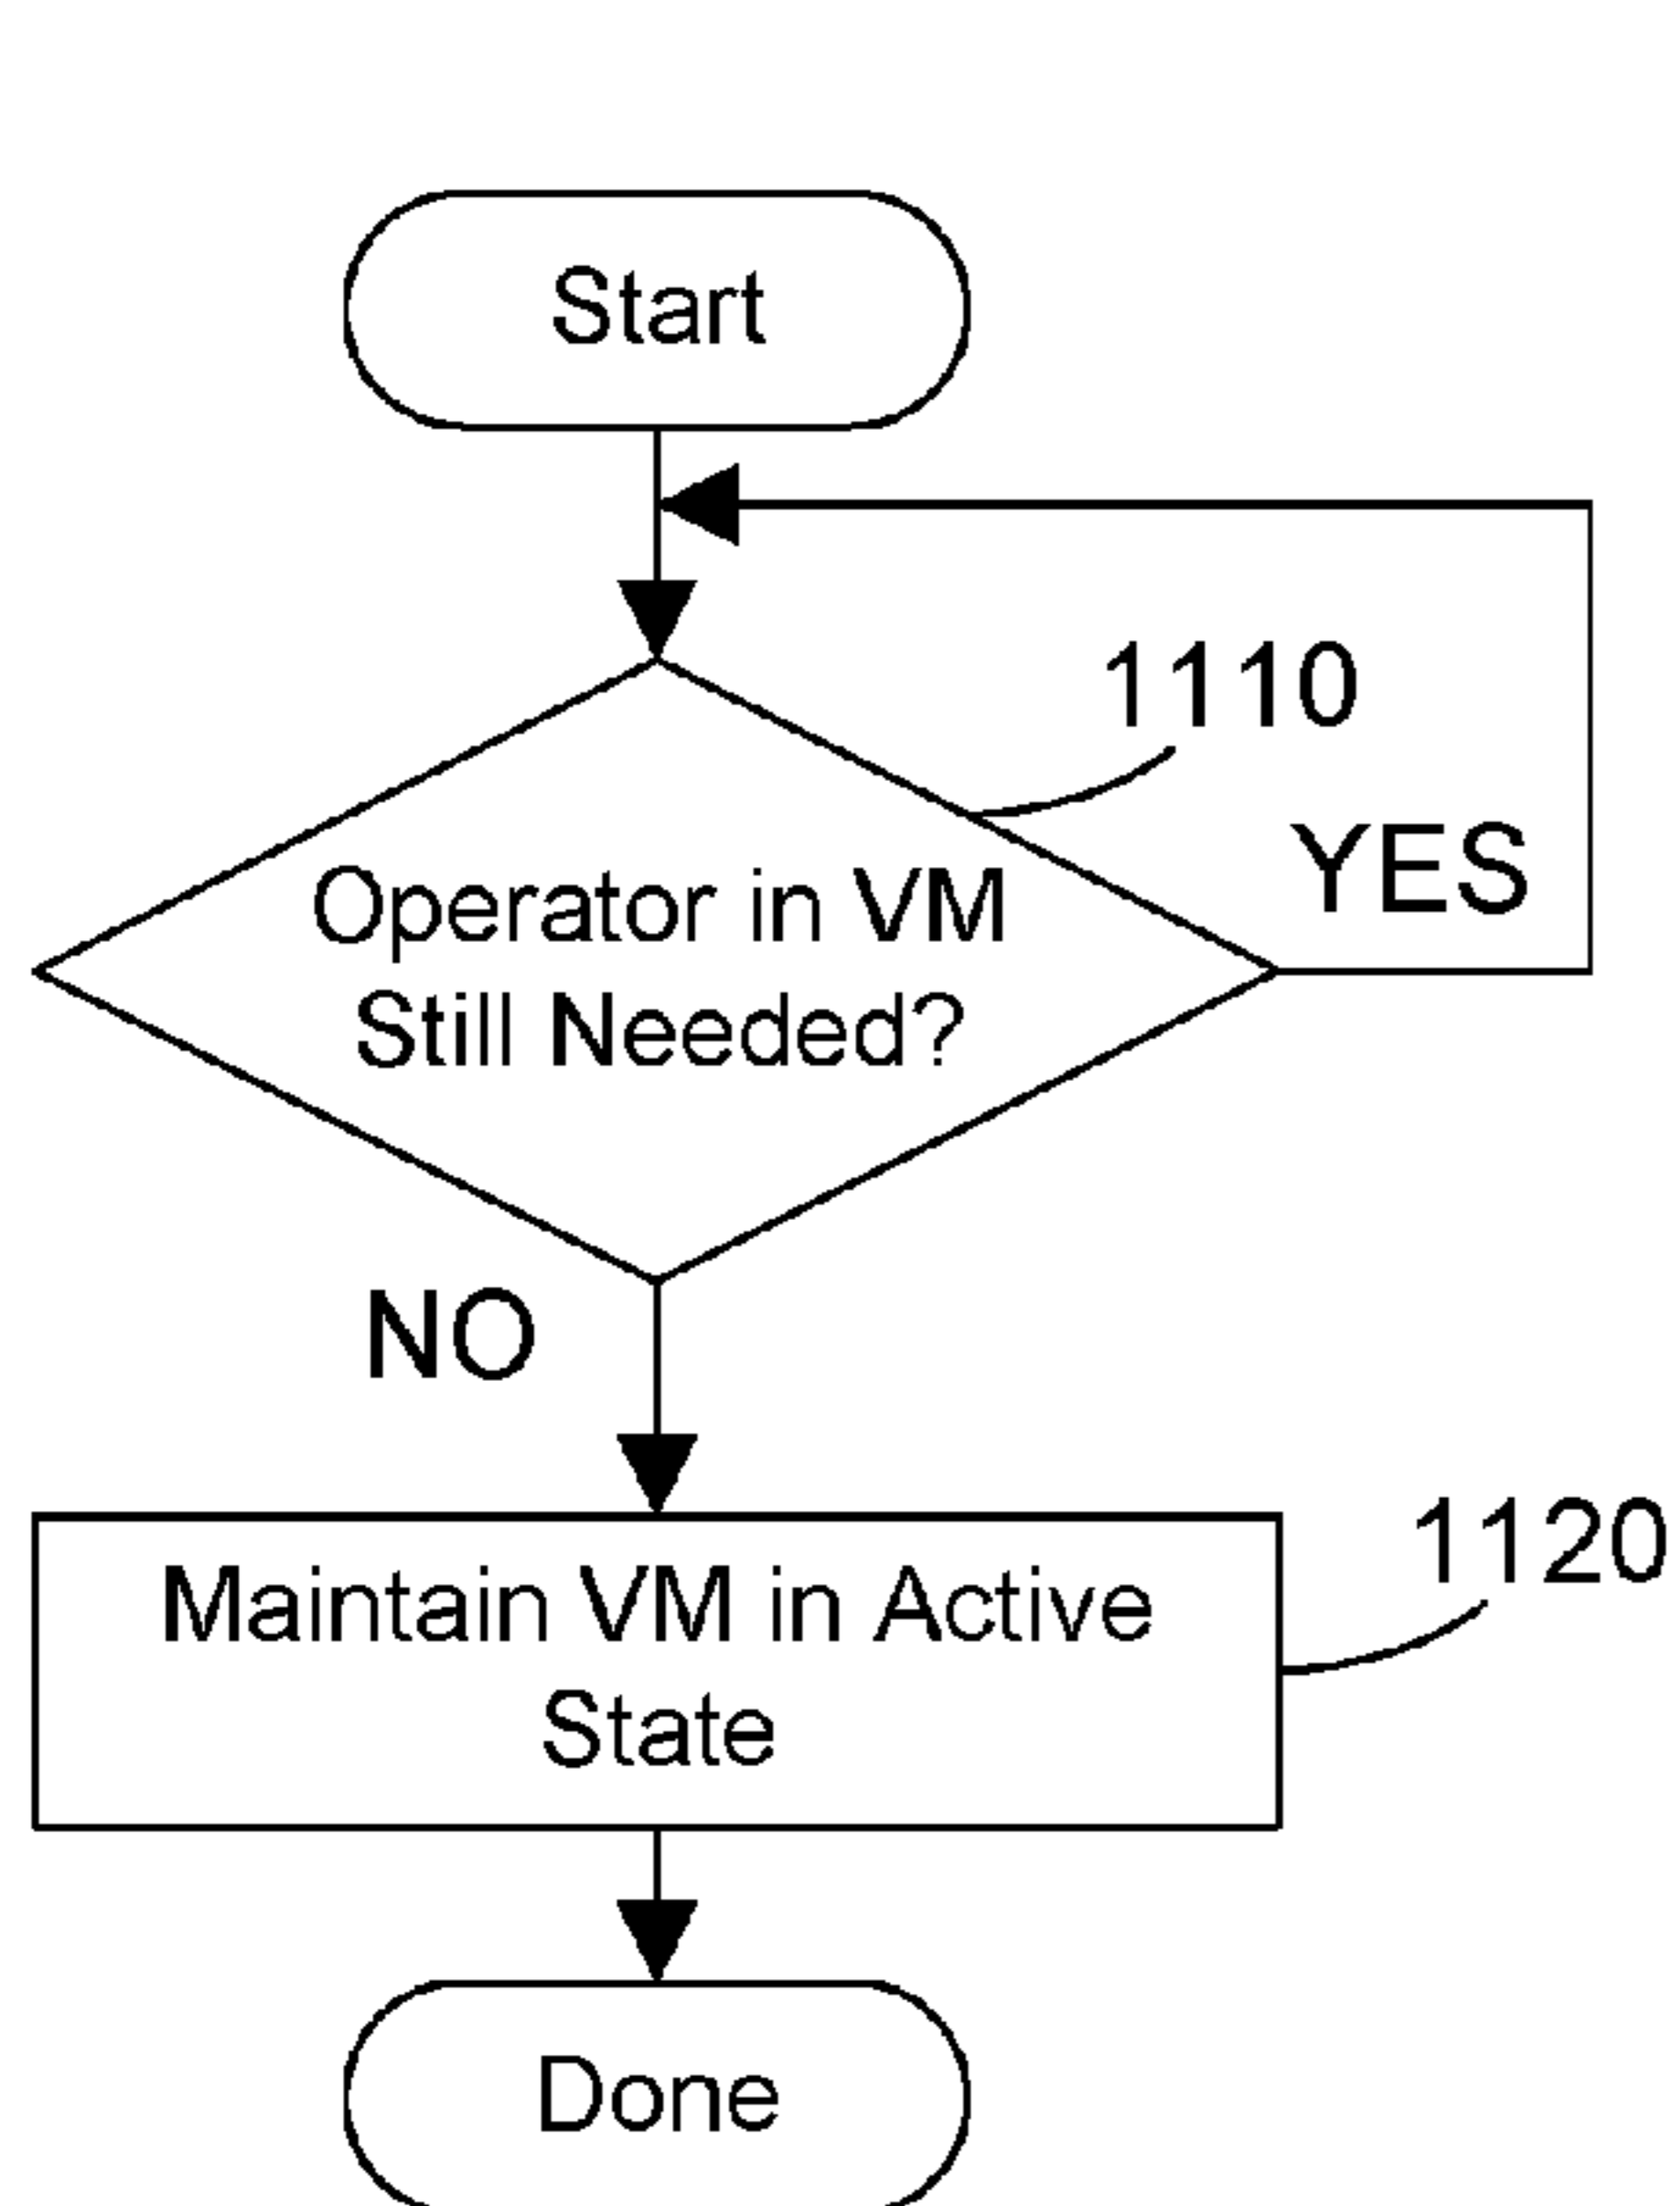 Start
1110
YES
Operator in VM
Still Needed?
NO
1120
Maintain VM in Active
State
Done